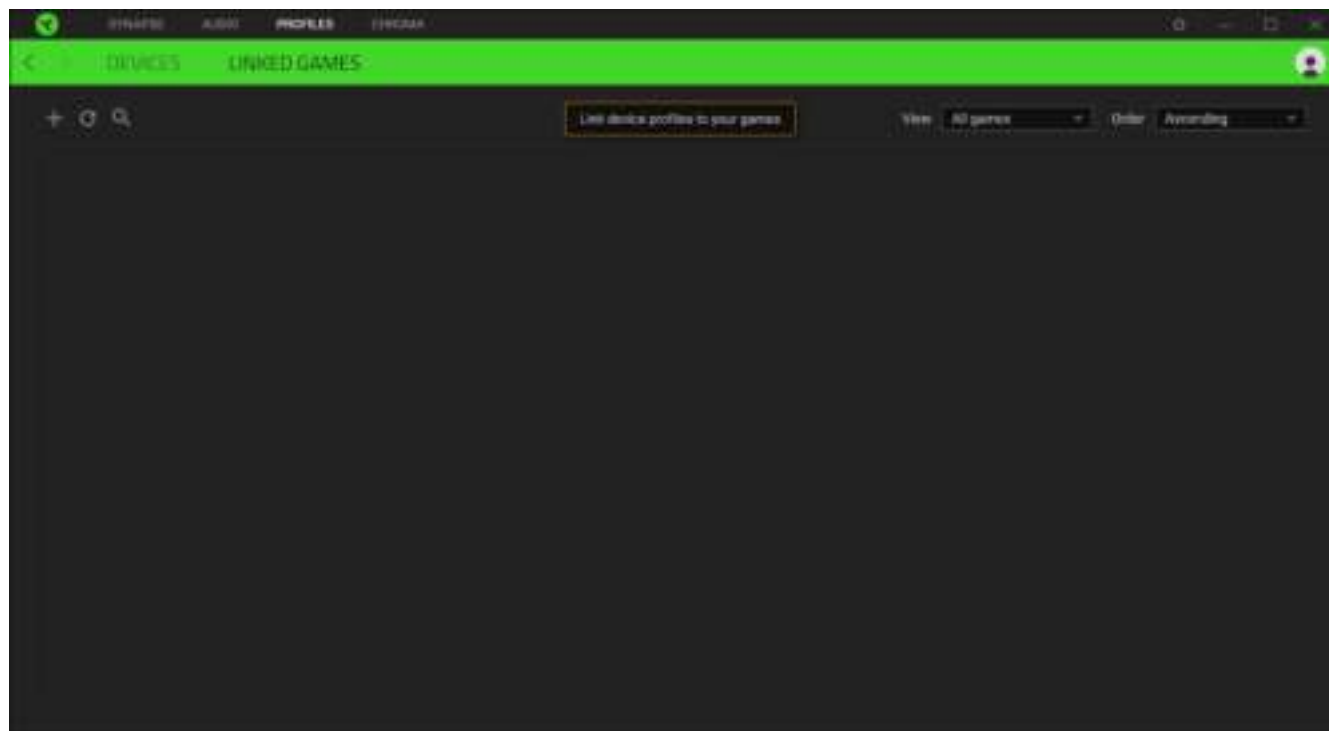 SYNAPSE AUDIO PROFILES CHROMA
DEVICES LINKED GAMES
Link device profiles to your games View All games Order Ascending